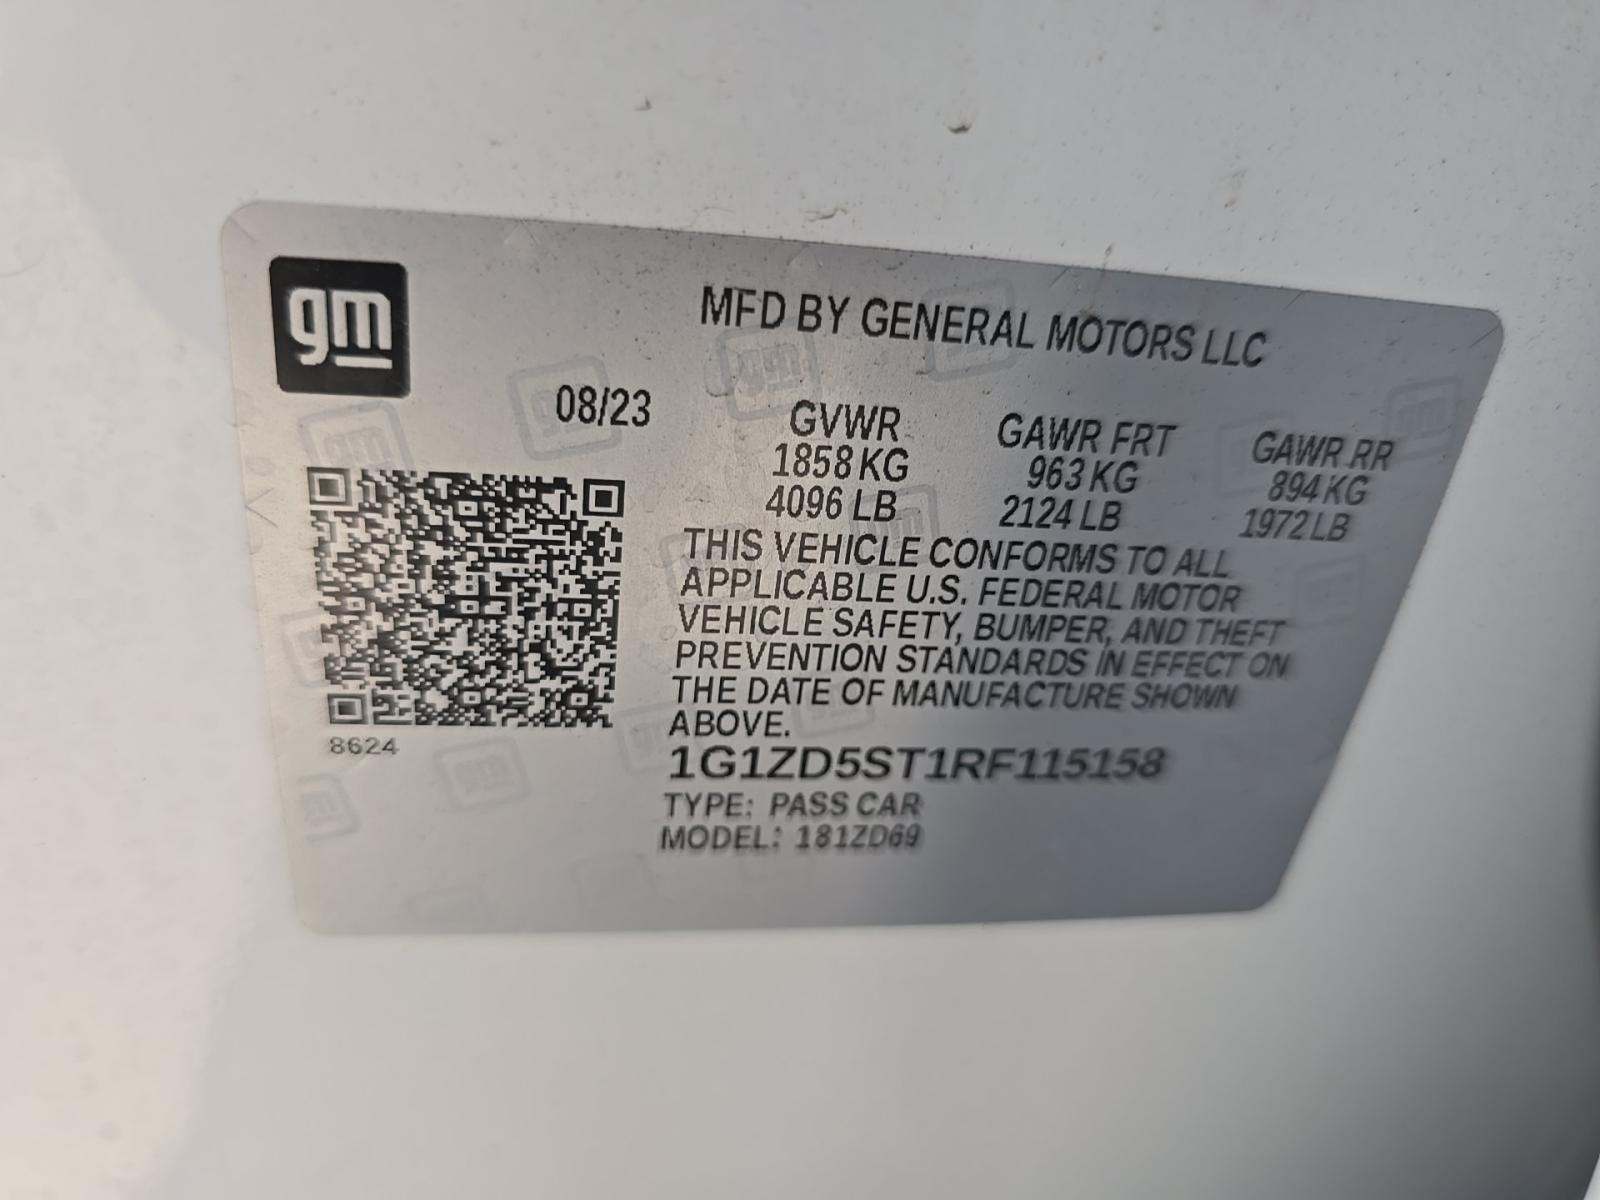 gm
MFD BY GENERAL MOTORS LLC
08/23
GVWR GAWR FRT GAWR RR
1858 KG 963 KG 894 KG
4096 LB 2124 LB 1972 LB
THIS VEHICLE CONFORMS TO ALL
APPLICABLE U.S. FEDERAL MOTOR
VEHICLE SAFETY, BUMPER, AND THEFT
PREVENTION STANDARDS IN EFFECT ON
THE DATE OF MANUFACTURE SHOWN
ABOVE.
8624
1G1ZD5ST1RF115158
TYPE: PASS CAR
MODEL: 181ZD69